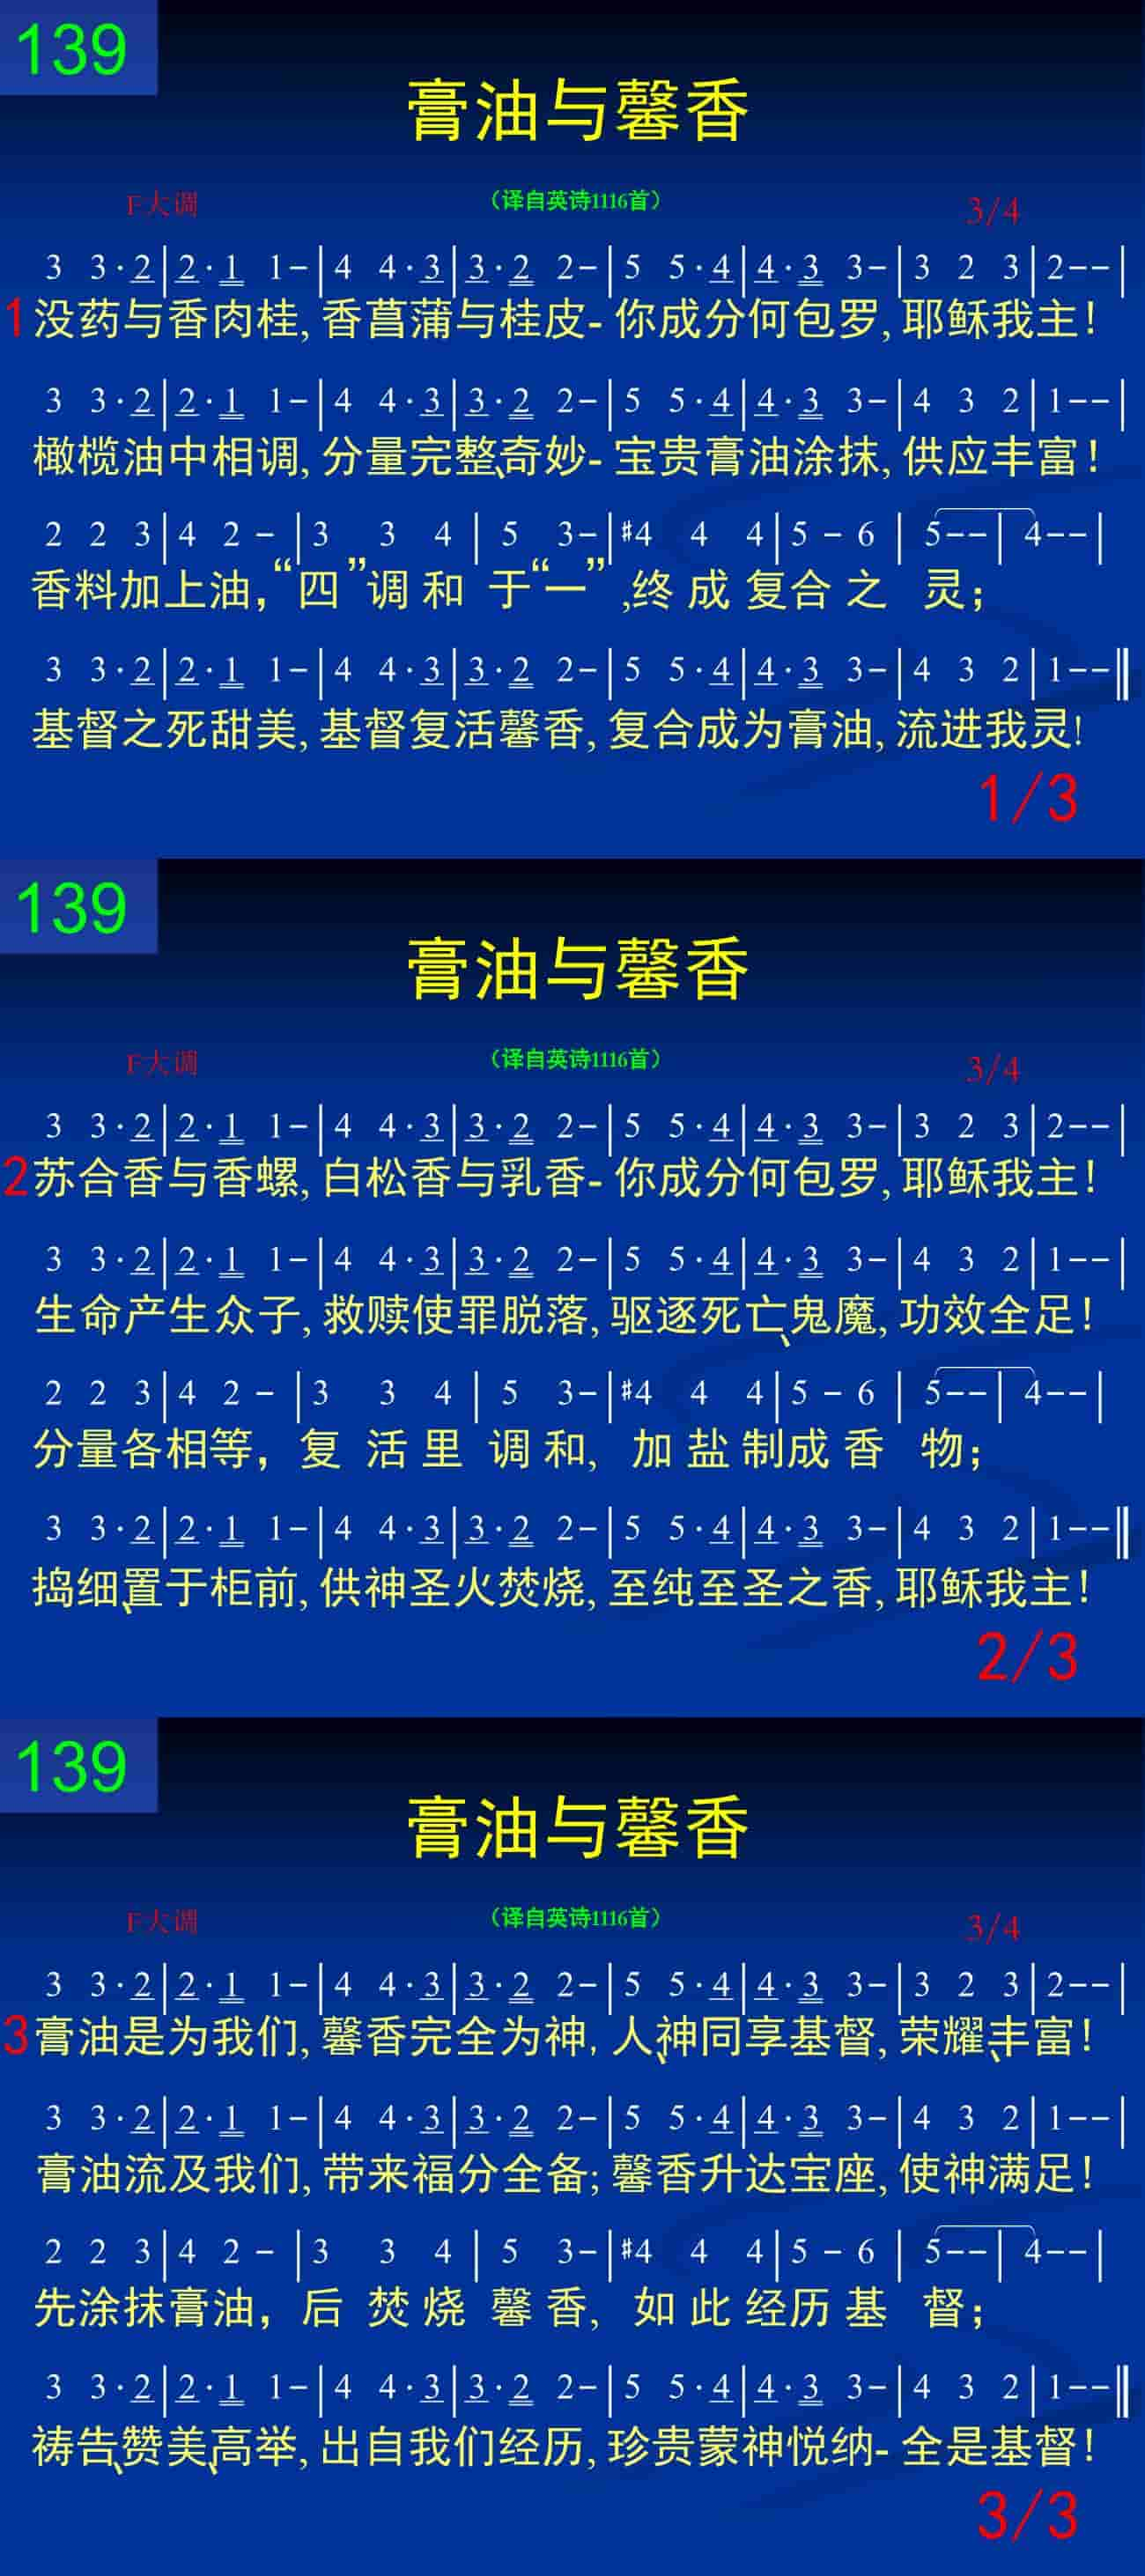 139
膏油与馨香
F大调 （译自英诗1116首） 3/4
3 3·2|2·1 1-|4 4·3|3·2 2-|5 5·4|4·3 3-|3 2 3|2--|
1没药与香肉桂,香菖蒲与桂皮-你成分何包罗,耶稣我主!
3 3·2|2·1 1-|4 4·3|3·2 2-|5 5·4|4·3 3-|4 3 2|1--|
橄榄油中相调,分量完整、奇妙-宝贵膏油涂抹,供应丰富!
2 2 3|4 2 -|3 3 4|5 3-|#4 4 4|5 - 6|5--|4--|
香料加上油，“四”调和于“一”,终成复合之灵；
3 3·2|2·1 1-|4 4·3|3·2 2-|5 5·4|4·3 3-|4 3 2|1--‖
基督之死甜美,基督复活馨香,复合成为膏油,流进我灵!
1/3
139
膏油与馨香
F大调 （译自英诗1116首） 3/4
3 3·2|2·1 1-|4 4·3|3·2 2-|5 5·4|4·3 3-|3 2 3|2--|
2苏合香与香螺,白松香与乳香-你成分何包罗,耶稣我主!
3 3·2|2·1 1-|4 4·3|3·2 2-|5 5·4|4·3 3-|4 3 2|1--|
生命产生众子,救赎使罪脱落,驱逐死亡、鬼魔,功效全足!
2 2 3|4 2 -|3 3 4|5 3-|#4 4 4|5 - 6|5--|4--|
分量各相等，复活里调和,加盐制成香物；
3 3·2|2·1 1-|4 4·3|3·2 2-|5 5·4|4·3 3-|4 3 2|1--‖
捣细、置于柜前,供神圣火焚烧,至纯至圣之香,耶稣我主!
2/3
139
膏油与馨香
F大调 （译自英诗1116首） 3/4
3 3·2|2·1 1-|4 4·3|3·2 2-|5 5·4|4·3 3-|3 2 3|2--|
3膏油是为我们,馨香完全为神,人、神同享基督,荣耀、丰富!
3 3·2|2·1 1-|4 4·3|3·2 2-|5 5·4|4·3 3-|4 3 2|1--|
膏油流及我们,带来福分全备;馨香升达宝座,使神满足!
2 2 3|4 2 -|3 3 4|5 3-|#4 4 4|5 - 6|5--|4--|
先涂抹膏油，后焚烧馨香,如此经历基督；
3 3·2|2·1 1-|4 4·3|3·2 2-|5 5·4|4·3 3-|4 3 2|1--‖
祷告、赞美、高举,出自我们经历,珍贵蒙神悦纳-全是基督!
3/3